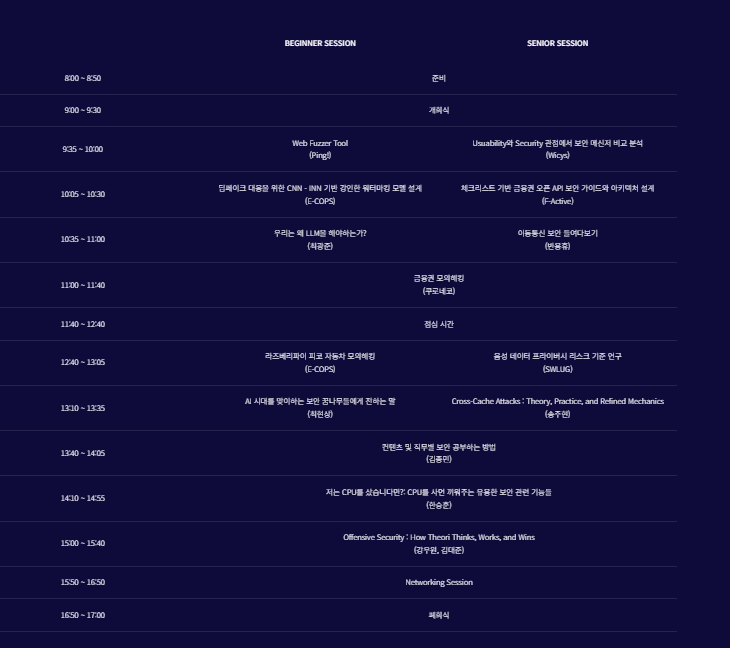 BEGINNER SESSION
SENIOR SESSION
8:00 ~ 8:50
준비
9:00 ~ 9:30
개회식
9:35 ~ 10:00
Web Fuzzer Tool
(Ping!)
Usuability와 Security 관점에서 보안 메신저 비교 분석
(Wicys)
10:05 ~ 10:30
딥페이크 대응을 위한 CNN - INN 기반 강인한 워터마킹 모델 설계
(E-COPS)
체크리스트 기반 금융권 오픈 API 보안 가이드와 아키텍처 설계
(F-Active)
10:35 ~ 11:00
우리는 왜 LLM을 해야하는가?
(최광준)
이동통신 보안 들여다보기
(빈용휴)
11:00 ~ 11:40
금융권 모의해킹
(쿠로네코)
11:40 ~ 12:40
점심 시간
12:40 ~ 13:05
라즈베리파이 피코 자동차 모의해킹
(E-COPS)
음성 데이터 프라이버시 리스크 기준 연구
(SWLUG)
13:10 ~ 13:35
AI 시대를 맞이하는 보안 꿈나무들에게 전하는 말
(최현상)
Cross-Cache Attacks : Theory, Practice, and Refined Mechanics
(송주현)
13:40 ~ 14:05
컨텐츠 및 직무별 보안 공부하는 방법
(김종민)
14:10 ~ 14:55
저는 CPU를 샀습니다만?: CPU를 사면 끼워주는 유용한 보안 관련 기능들
(한승훈)
15:00 ~ 15:40
Offensive Security : How Theori Thinks, Works, and Wins
(강우원, 김대준)
15:50 ~ 16:50
Networking Session
16:50 ~ 17:00
폐회식